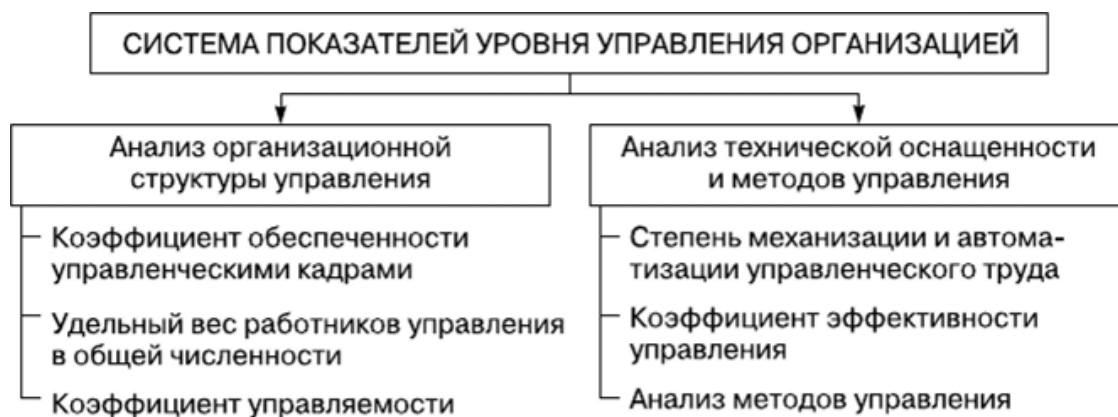 СИСТЕМА ПОКАЗАТЕЛЕЙ УРОВНЯ УПРАВЛЕНИЯ ОРГАНИЗАЦИЕЙ
Анализ организационной
структуры управления
Коэффициент обеспеченности
управленческими кадрами
Удельный вес работников управления
в общей численности
Коэффициент управляемости
Анализ технической оснащенности
и методов управления
Степень механизации и автома-
тизации управленческого труда
Коэффициент эффективности
управления
Анализ методов управления